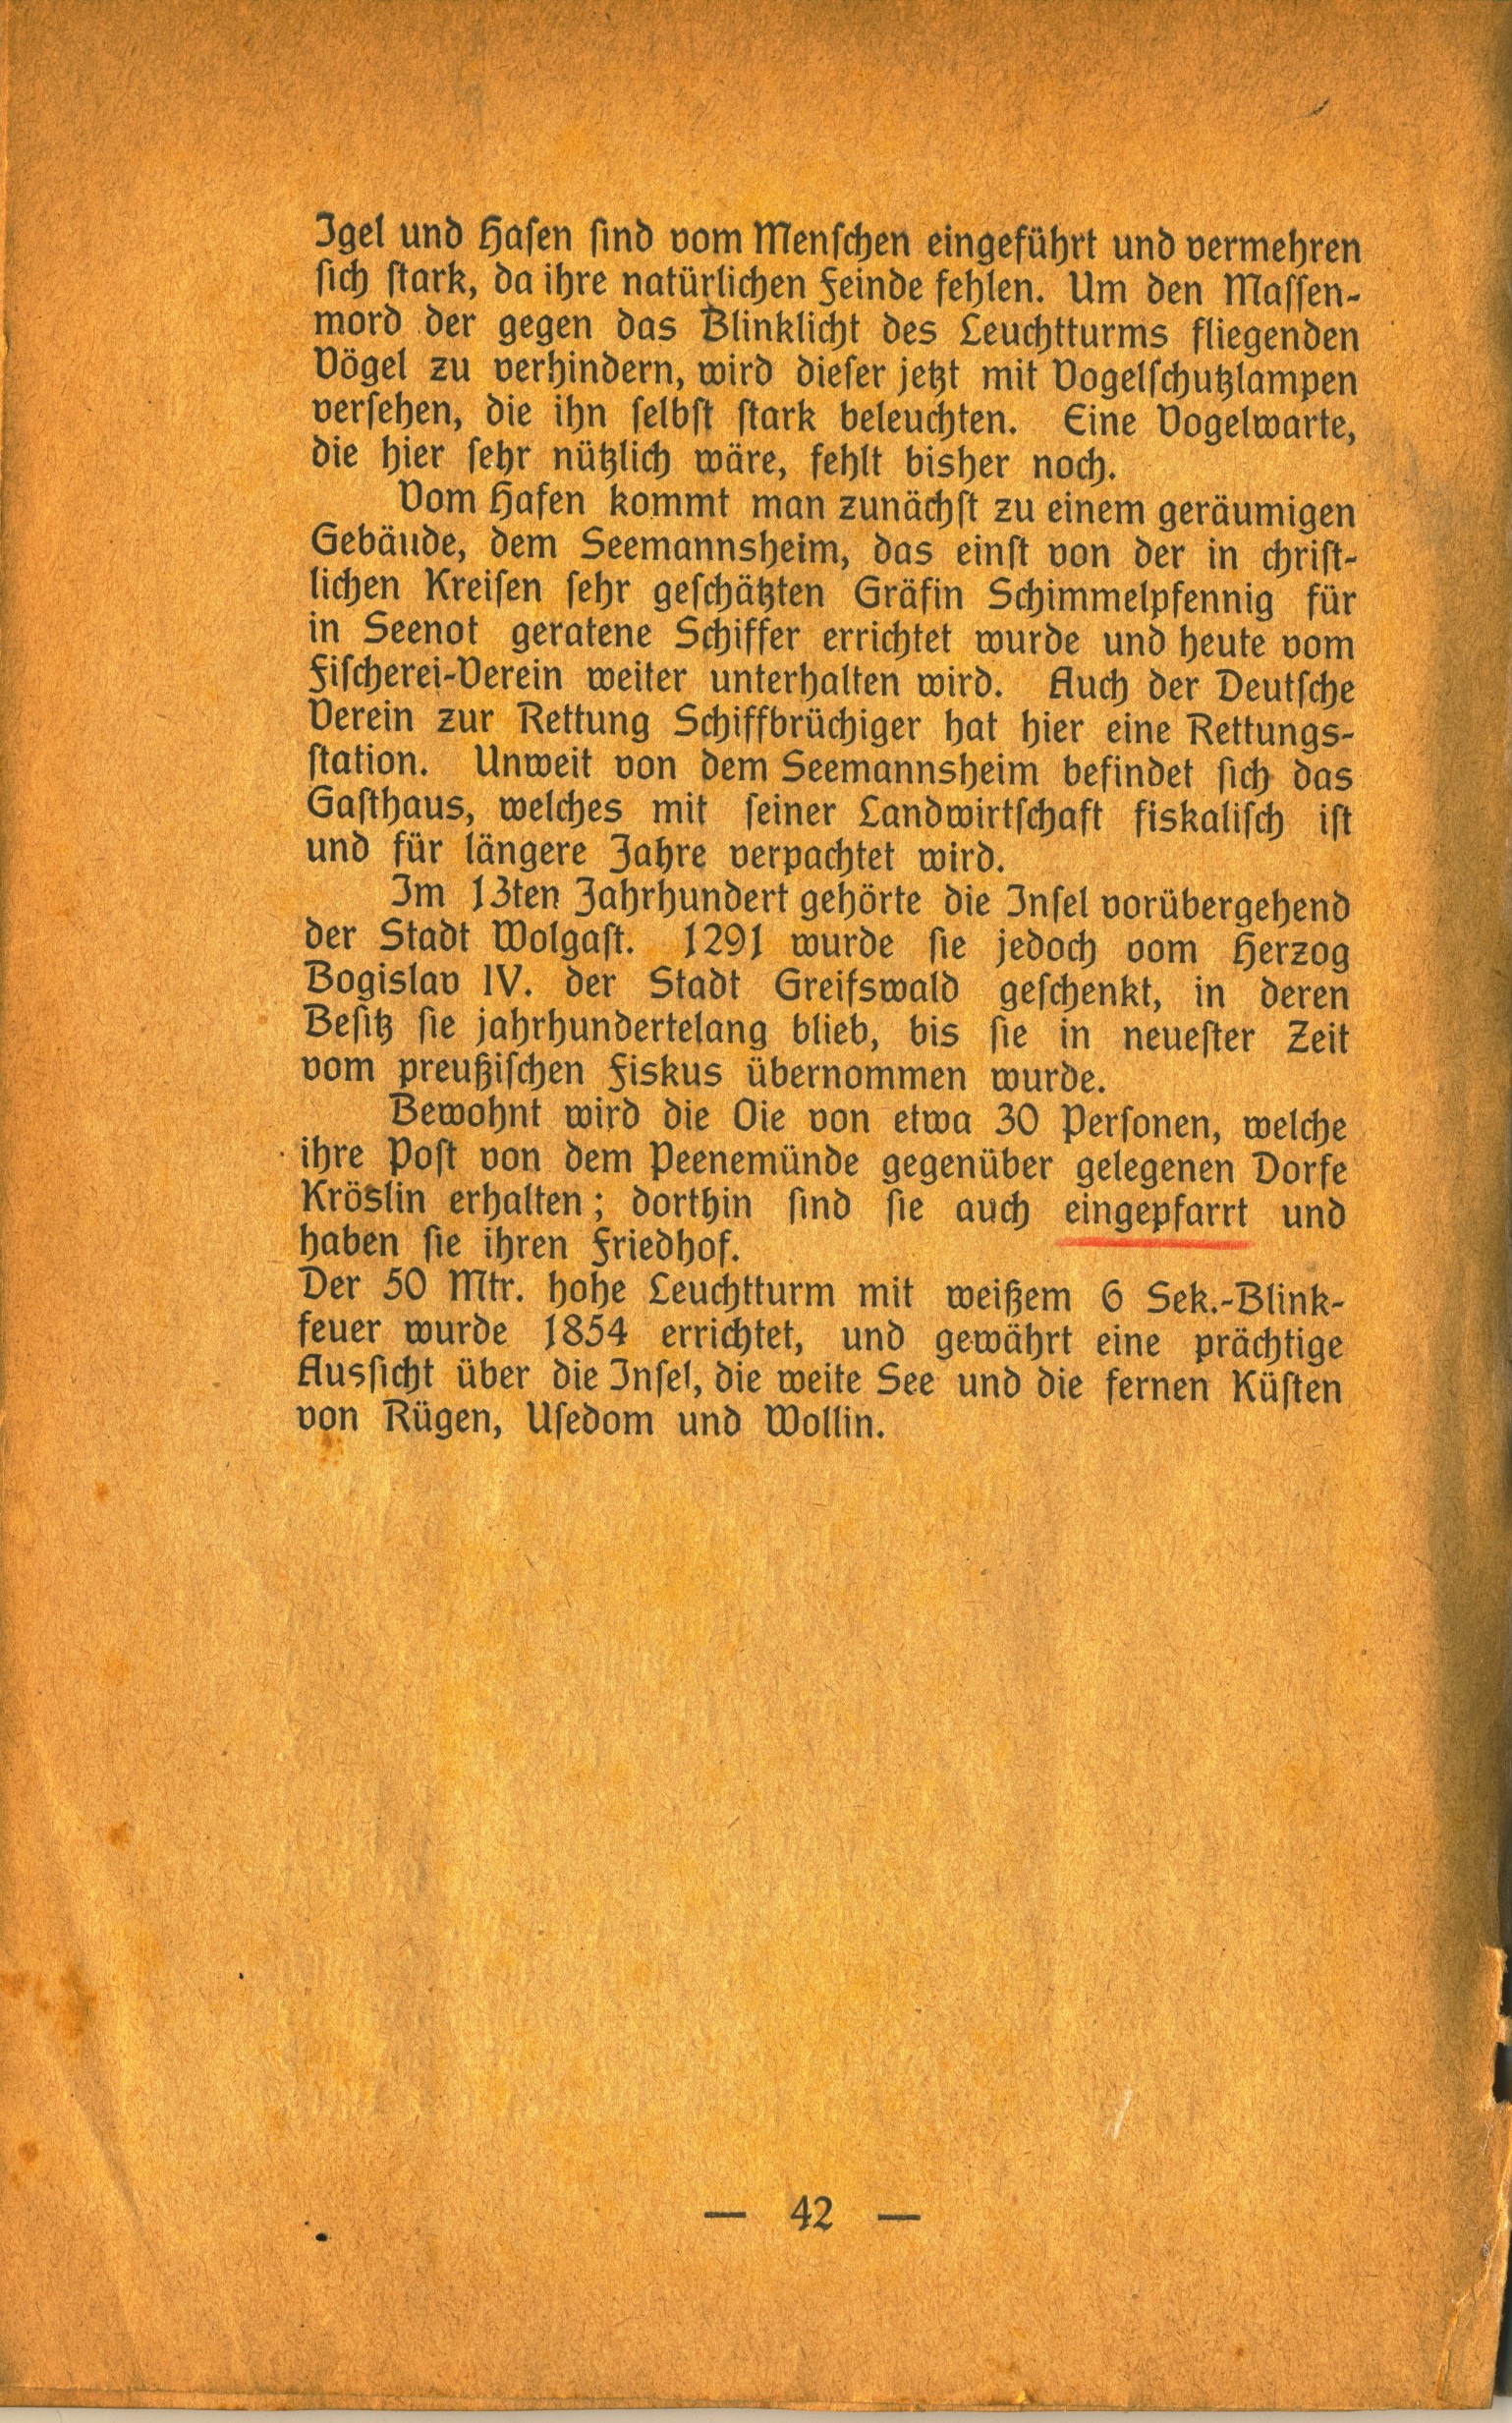 Igel und Hasen sind vom Menschen eingeführt und vermehren
sich stark, da ihre natürlichen Feinde fehlen. Um den Massen-
mord der gegen das Blinklicht des Leuchtturms fliegenden
Vögel zu verhindern, wird dieser jetzt mit Vogelschutzlampen
versehen, die ihn selbst stark beleuchten. Eine Vogelwarte,
die hier sehr nützlich wäre, fehlt bisher noch.
Vom Hafen kommt man zunächst zu einem geräumigen
Gebäude, dem Seemannsheim, das einst von der in christ-
lichen Kreisen sehr geschätzten Gräfin Schimmelpfennig für
in Seenot geratene Schiffer errichtet wurde und heute vom
Fischerei-Verein weiter unterhalten wird. Auch der Deutsche
Verein zur Rettung Schiffbrüchiger hat hier eine Rettungs-
station. Unweit von dem Seemannsheim befindet sich das
Gasthaus, welches mit seiner Landwirtschaft fiskalisch ist
und für längere Jahre verpachtet wird.
Im 13ten Jahrhundert gehörte die Insel vorübergehend
der Stadt Wolgast. 1291 wurde sie jedoch vom Herzog
Bogislav IV. der Stadt Greifswald geschenkt, in deren
Besitz sie jahrhundertelang blieb, bis sie in neuester Zeit
vom preußischen Fiskus übernommen wurde.
Bewohnt wird die Oie von etwa 30 Personen, welche
ihre Post von dem Peenemünde gegenüber gelegenen Dorfe
Kröslin erhalten; dorthin sind sie auch eingepfarrt und
haben sie ihren Friedhof.
Der 50 Mtr. hohe Leuchtturm mit weißem 6 Sek.-Blink-
feuer wurde 1854 errichtet, und gewährt eine prächtige
Aussicht über die Insel, die weite See und die fernen Küsten
von Rügen, Usedom und Wollin.
— 42 —